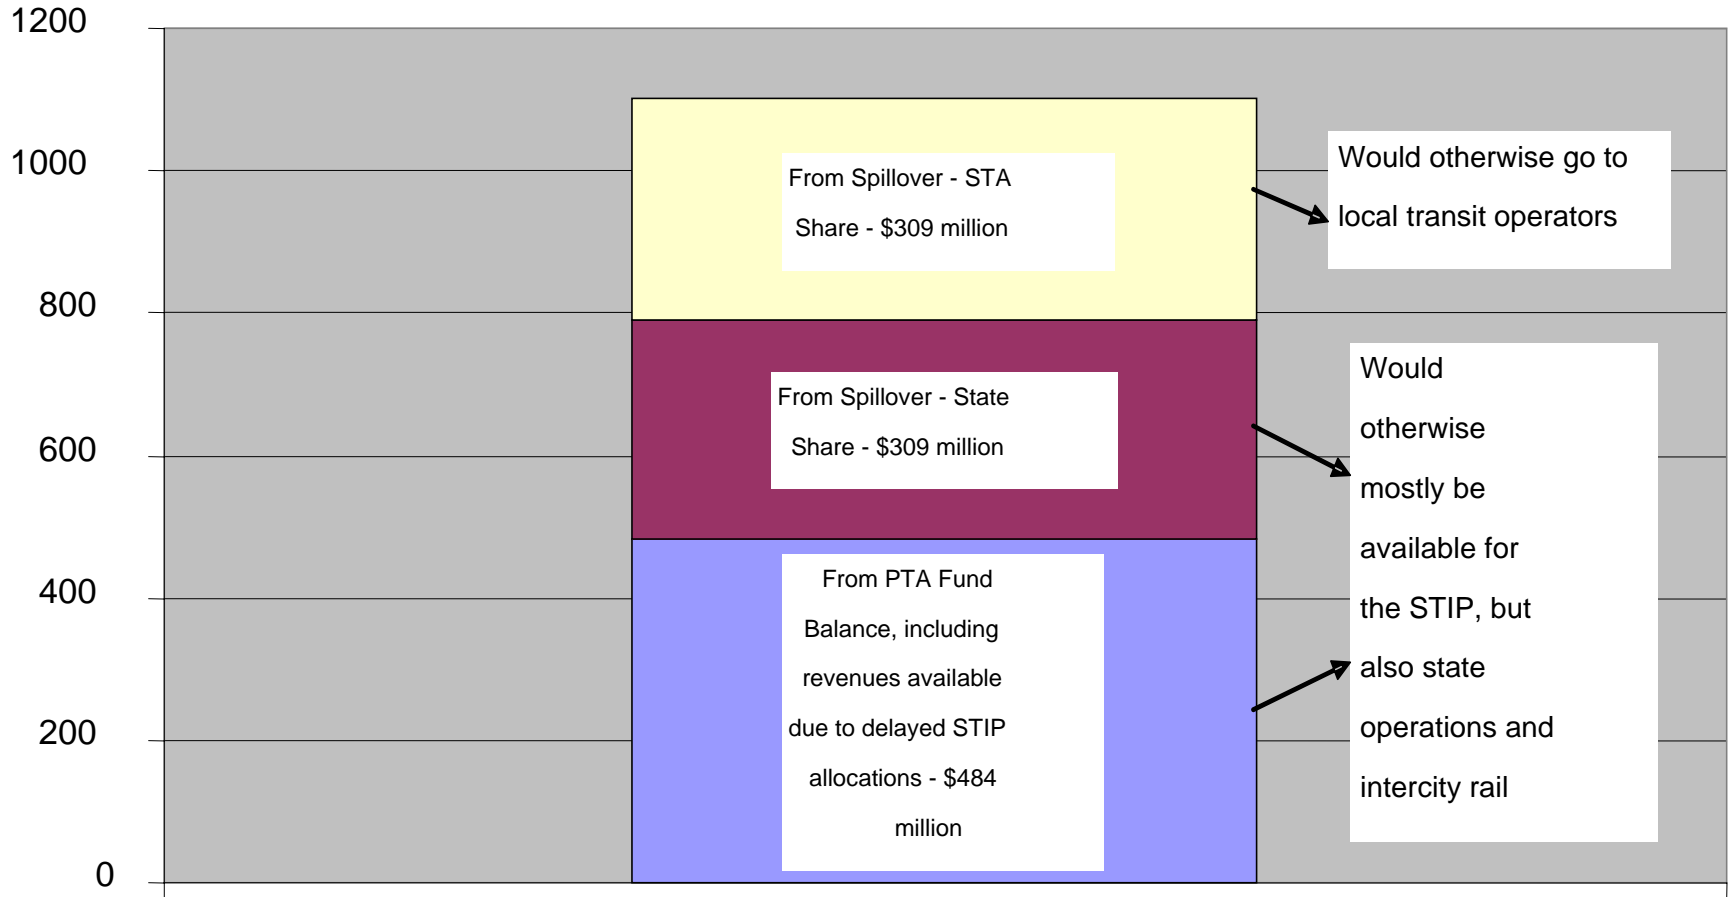 1200
1000
800
600
400
200
0
From Spillover - STA
Share - $309 million
From Spillover - State
Share - $309 million
From PTA Fund
Balance, including
revenues available
due to delayed STIP
allocations - $484
million
Would otherwise go to
local transit operators
Would
otherwise
mostly be
available for
the STIP, but
also state
operations and
intercity rail